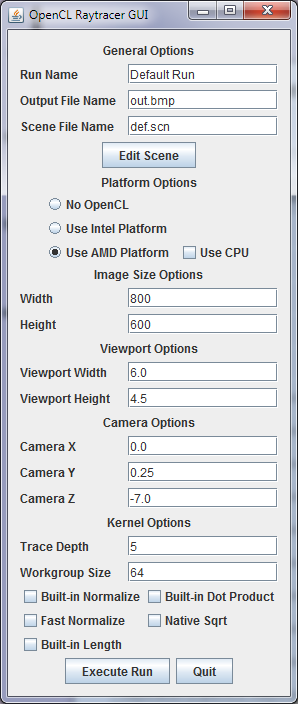 OpenCL Raytracer GUI
General Options
Run Name Default Run
Output File Name out.bmp
Scene File Name def.scn
Edit Scene
Platform Options
No OpenCL
Use Intel Platform
Use AMD Platform Use CPU
Image Size Options
Width 800
Height 600
Viewport Options
Viewport Width 6.0
Viewport Height 4.5
Camera Options
Camera X 0.0
Camera Y 0.25
Camera Z -7.0
Kernel Options
Trace Depth 5
Workgroup Size 64
Built-in Normalize Built-in Dot Product
Fast Normalize Native Sqrt
Built-in Length
Execute Run Quit